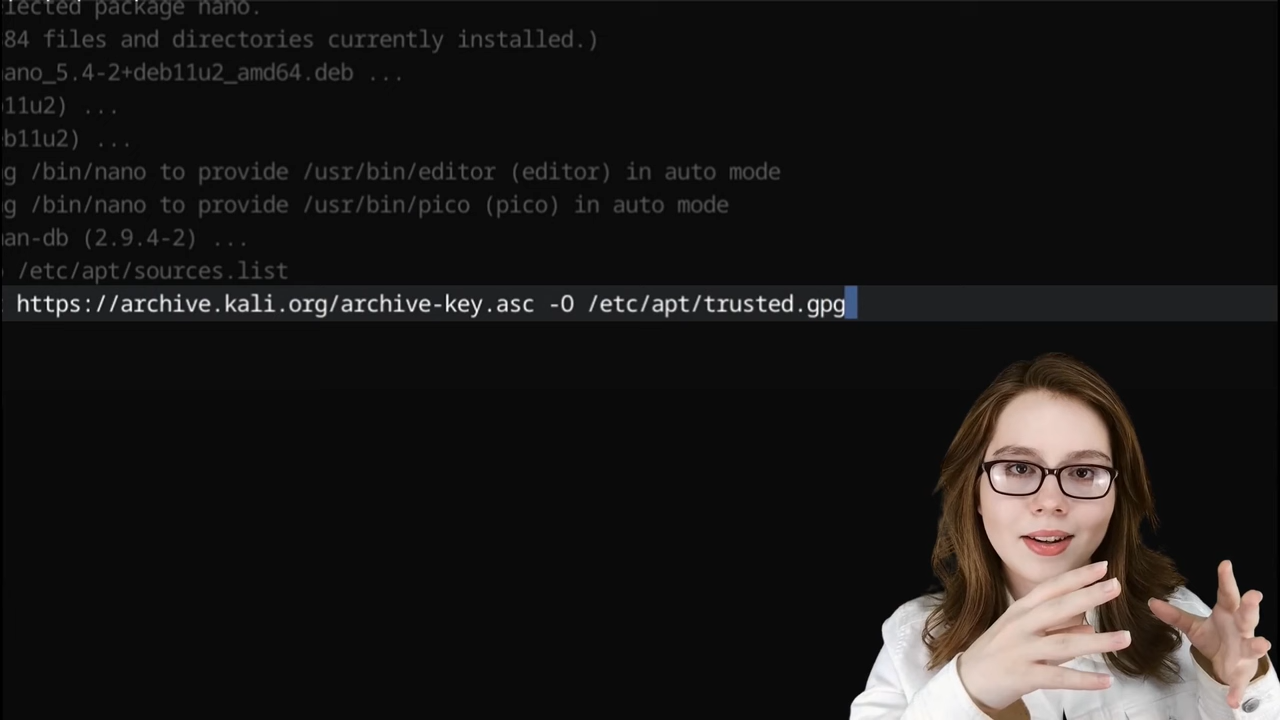 lected package nano.
84 files and directories currently installed.)
ano_5.4-2+deb11u2_amd64.deb ...
11u2) ...
b11u2) ...
g /bin/nano to provide /usr/bin/editor (editor) in auto mode
g /bin/nano to provide /usr/bin/pico (pico) in auto mode
an-db (2.9.4-2) ...
/etc/apt/sources.list
https://archive.kali.org/archive-key.asc -O /etc/apt/trusted.gpg